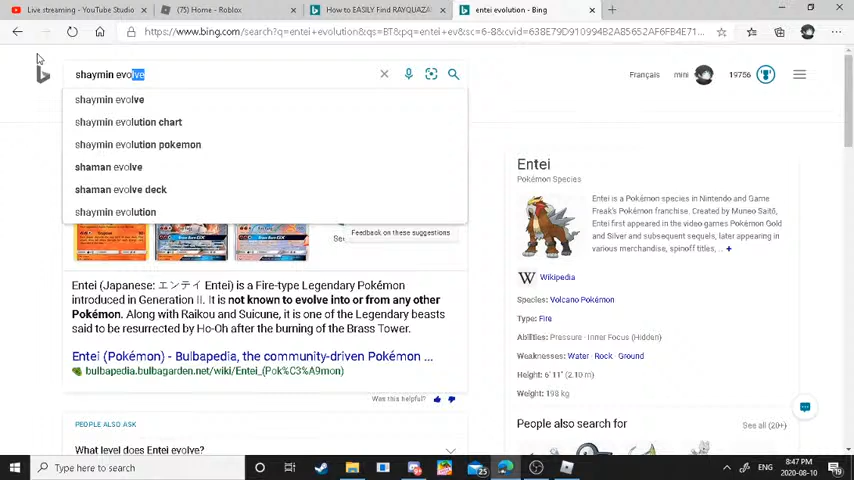 Live streaming - YouTube Studio
(75) Home - Roblox
How to EASILY Find RAYQUAZA
entei evolution - Bing
https://www.bing.com/search?q=entei+evolution&qs=BT&pq=entei+ev&sc=6-8&cvid=638E79D910994B2A85652AF6FB4E71...
shaymin evolve
Français
mini
19756
shaymin evolve
shaymin evolution chart
shaymin evolution pokemon
shaman evolve
shaman evolve deck
shaymin evolution
Feedback on these suggestions
See
Entei (Japanese: エンテイ Entei) is a Fire-type Legendary Pokémon
introduced in Generation II. It is not known to evolve into or from any other
Pokémon. Along with Raikou and Suicune, it is one of the Legendary beasts
said to be resurrected by Ho-Oh after the burning of the Brass Tower.
Entei (Pokémon) - Bulbapedia, the community-driven Pokémon ...
bulbapedia.bulbagarden.net/wiki/Entei_(Pok%C3%A9mon)
Was this helpful?
PEOPLE ALSO ASK
What level does Entei evolve?
Entei
Pokémon Species
Entei is a Pokémon species in Nintendo and Game
Freak's Pokémon franchise. Created by Muneo Saitō,
Entei first appeared in the video games Pokémon Gold
and Silver and subsequent sequels, later appearing in
various merchandise, spinoff titles, .. +
W Wikipedia
Species: Volcano Pokémon
Type: Fire
Abilities: Pressure · Inner Focus (Hidden)
Weaknesses: Water · Rock · Ground
Height: 6' 11" (2.10 m)
Weight: 198 kg
People also search for
See all (20+)
Type here to search
25
ENG
8:47 PM
2020-08-10
19